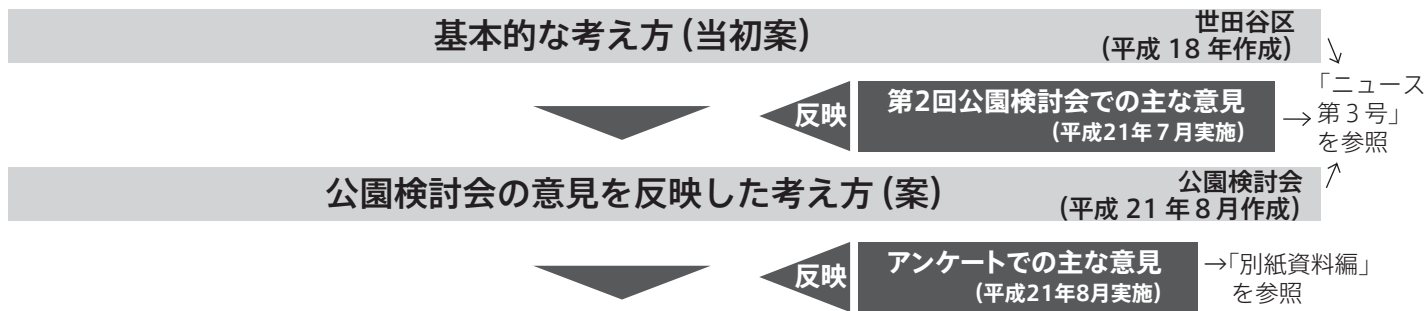 基本的な考え方(当初案)
世田谷区
(平成 18 年作成)
↘
反映
第2回公園検討会での主な意見
(平成21年7月実施)
→
「ニュース
第3号」
を参照
公園検討会の意見を反映した考え方(案)
公園検討会
(平成 21 年8月作成)
↗
反映
アンケートでの主な意見
(平成21年8月実施)
→「別紙資料編」
を参照